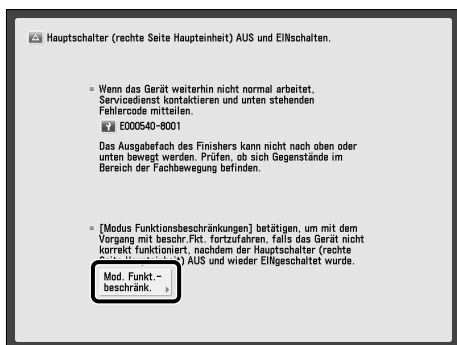 Hauptschalter (rechte Seite Haupteinheit) AUS und EINschalten.
= Wenn das Gerät weiterhin nicht normal arbeitet,
Servicedienst kontaktieren und unten stehenden
Fehlercode mitteilen.
E000540-8001
Das Ausgabefach des Finishers kann nicht nach oben oder
unten bewegt werden. Prüfen, ob sich Gegenstände im
Bereich der Fachbewegung befinden.
= [Modus Funktionsbeschränkungen] betätigen, um mit dem
Vorgang mit beschr.Fkt. fortzufahren, falls das Gerät nicht
korrekt funktioniert, nachdem der Hauptschalter (rechte
Seite Haupteinheit) AUS und wieder EINgeschaltet wurde.
Mod. Funkt.-
beschränk.